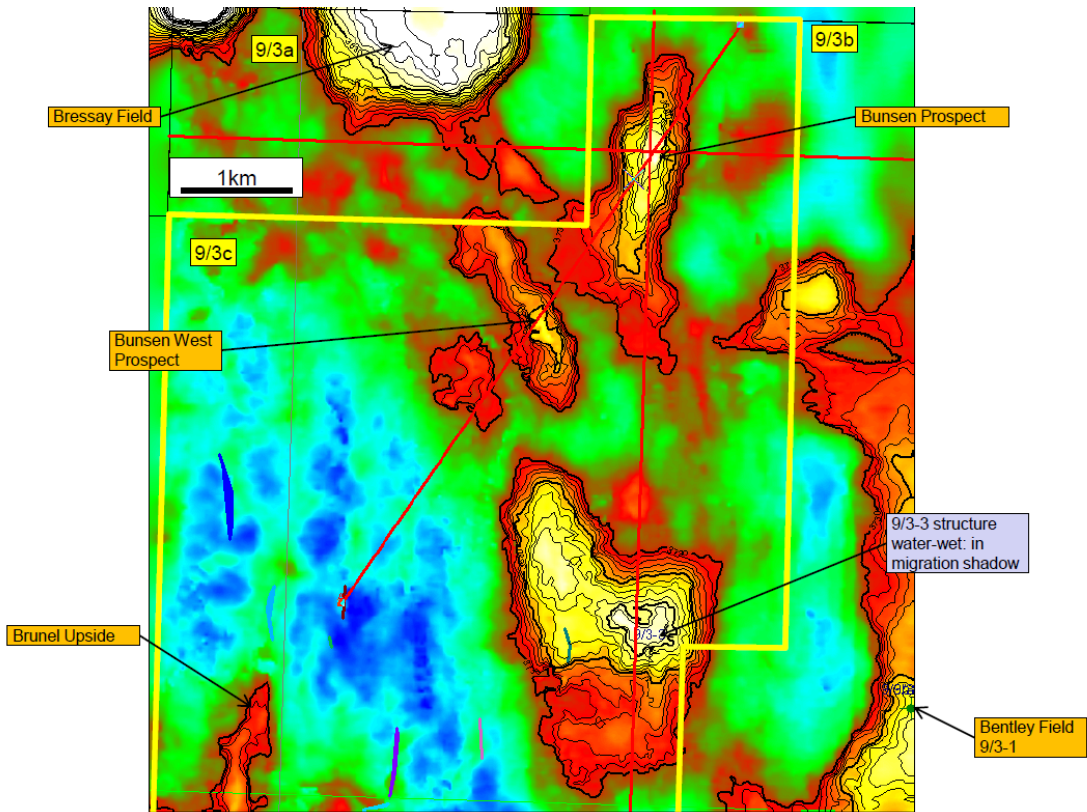 9/3a
9/3b
Bressay Field
Bunsen Prospect
1km
9/3c
Bunsen West
Prospect
9/3-3 structure
water-wet: in
migration shadow
Brunel Upside
Bentley Field
9/3-1